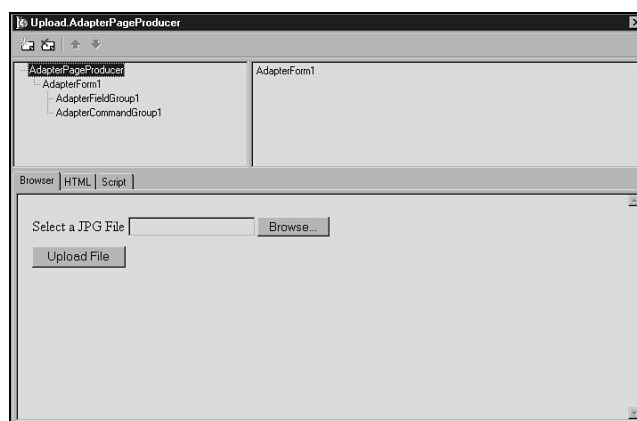 Upload.AdapterPageProducer
AdapterPageProducer
AdapterForm1
AdapterFieldGroup1
AdapterCommandGroup1
AdapterForm1
Browser HTML Script
Select a JPG File Browse...
Upload File